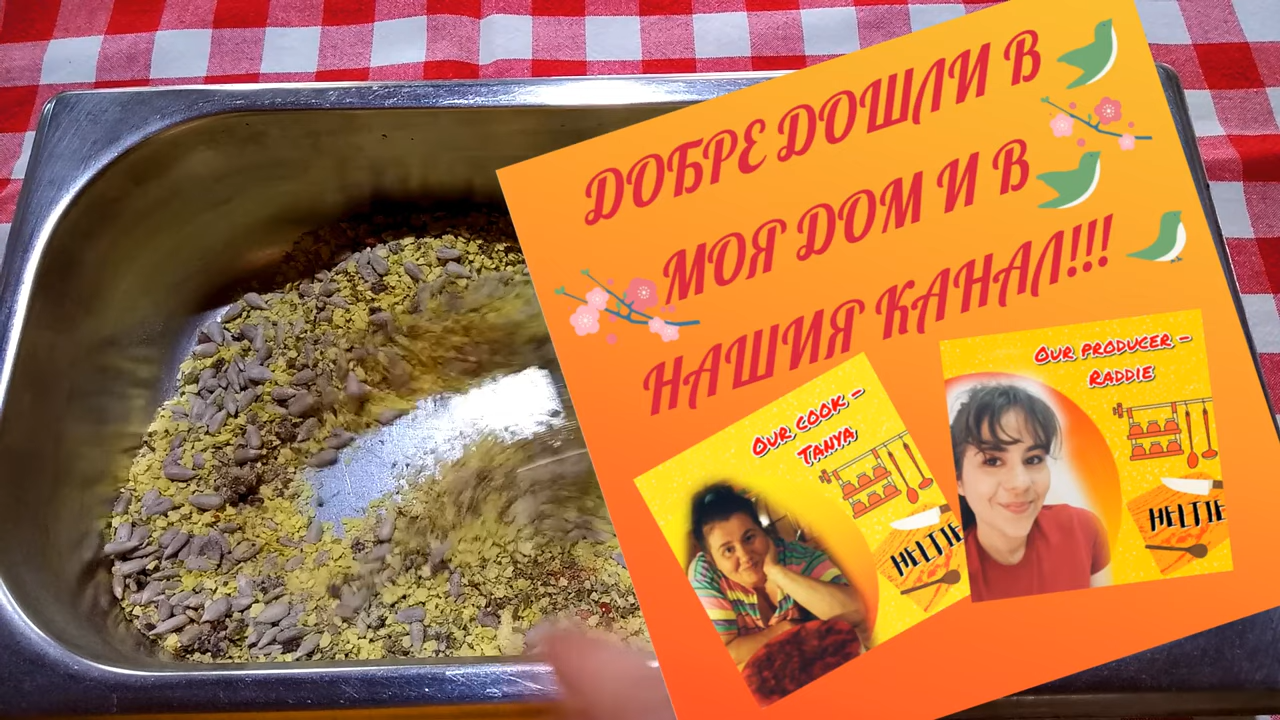 ДОБРЕ ДОШЛИ В
МОЯ ДОМ И В
НАШИЯ КАНАЛ!!!
OUR COOK -
TANYA
HELTIE
OUR PRODUCER -
RADDIE
HELTIE